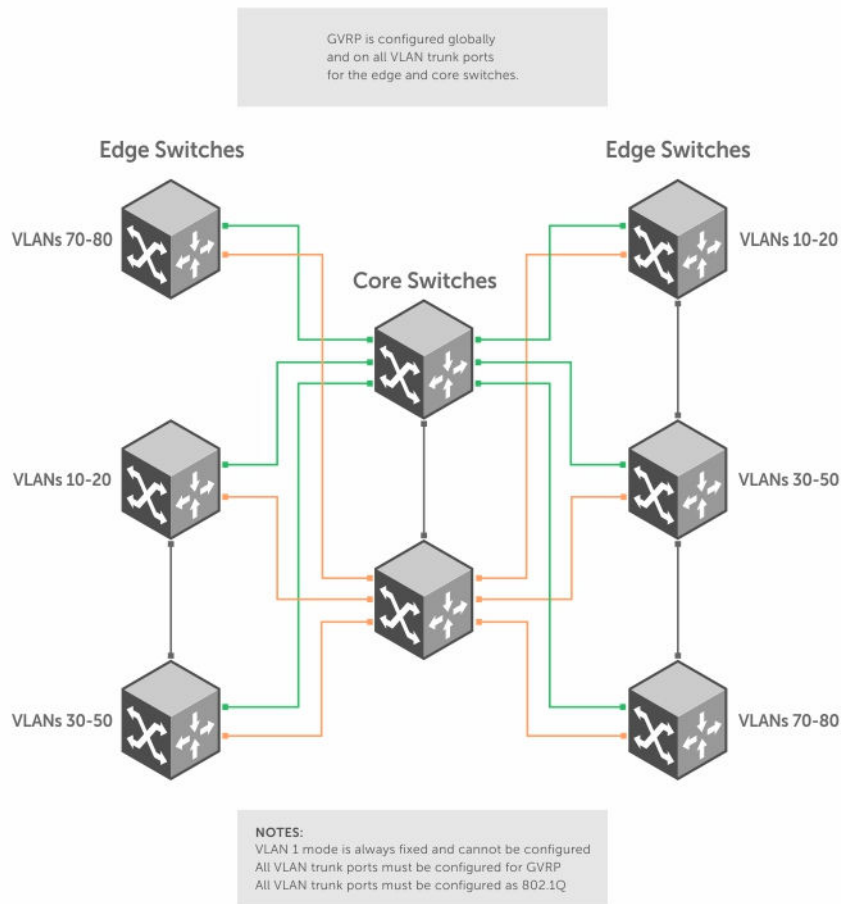 GVRP is configured globally
and on all VLAN trunk ports
for the edge and core switches.
Edge Switches
Edge Switches
VLANs 70-80
VLANs 10-20
Core Switches
VLANs 10-20
VLANs 30-50
VLANs 30-50
VLANs 70-80
NOTES:
VLAN 1 mode is always fixed and cannot be configured
All VLAN trunk ports must be configured for GVRP
All VLAN trunk ports must be configured as 802.1Q